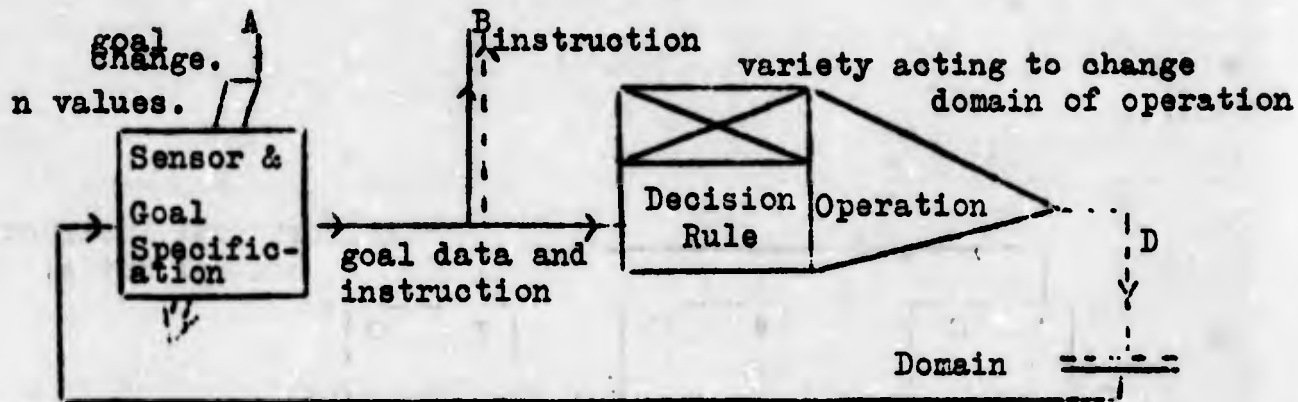 A
goal
change.
n values.
B
instruction
variety acting to change
domain of operation
Sensor &
Goal
Specific-
ation
goal data and
instruction
Decision
Rule
Operation
D
Domain